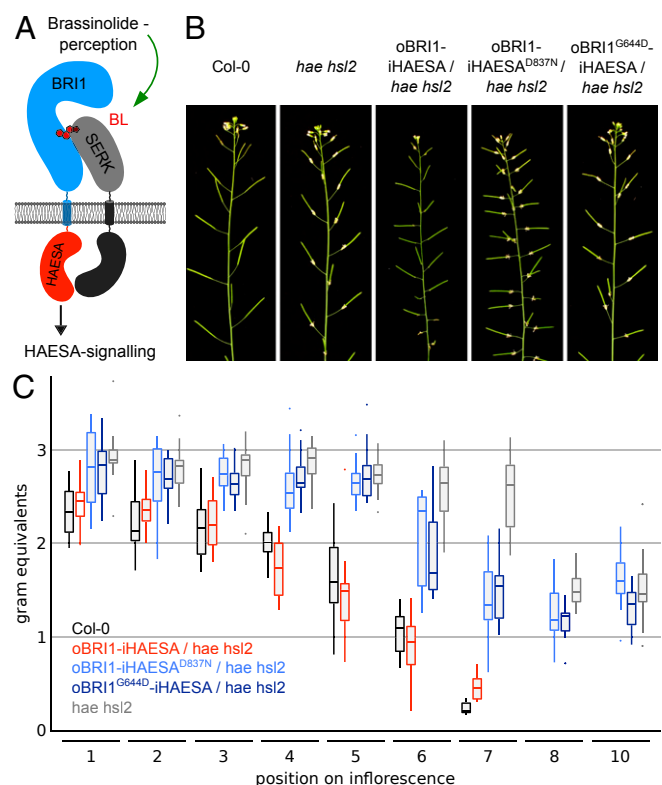 A
Brassinolide -
perception
BRI1
BL
SERK
HAESA
HAESA-signalling
B
Col-0
hae hsl2
oBRI1-
iHAESA /
hae hsl2
oBRI1-
iHAESAD837N /
hae hsl2
oBRI1G644D-
iHAESA /
hae hsl2
C
gram equivalents
3
2
1
0
Col-0
oBRI1-iHAESA / hae hsl2
oBRI1-iHAESAD837N / hae hsl2
oBRI1G644D-iHAESA / hae hsl2
hae hsl2
1 2 3 4 5 6 7 8 10
position on inflorescence